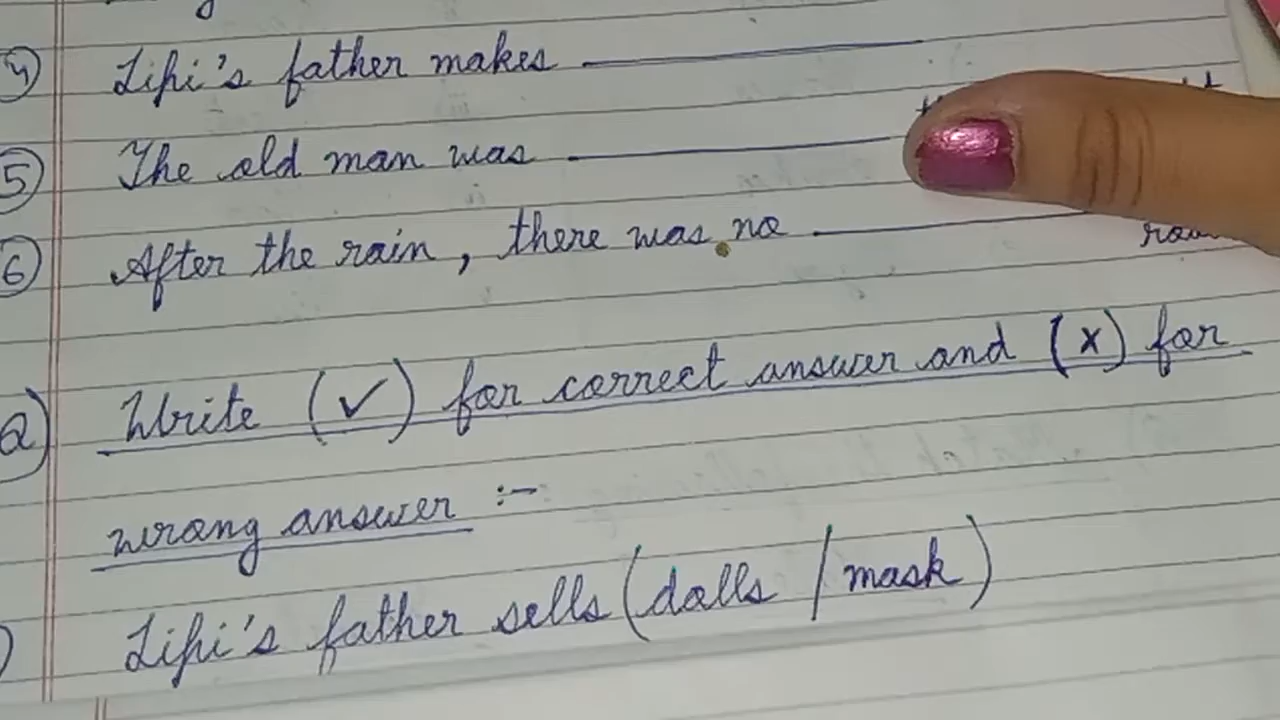 4 Lipi's father makes
5 The old man was
6 After the rain, there was no
Q) Write (✓) for correct answer and (x) for
wrong answer :-
Lipi's father sells (dolls / mask)